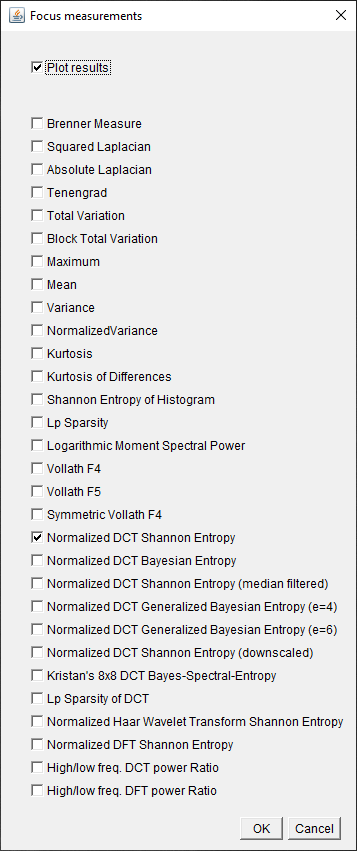 Focus measurements
Plot results
Brenner Measure
Squared Laplacian
Absolute Laplacian
Tenengrad
Total Variation
Block Total Variation
Maximum
Mean
Variance
NormalizedVariance
Kurtosis
Kurtosis of Differences
Shannon Entropy of Histogram
Lp Sparsity
Logarithmic Moment Spectral Power
Vollath F4
Vollath F5
Symmetric Vollath F4
Normalized DCT Shannon Entropy
Normalized DCT Bayesian Entropy
Normalized DCT Shannon Entropy (median filtered)
Normalized DCT Generalized Bayesian Entropy (e=4)
Normalized DCT Generalized Bayesian Entropy (e=6)
Normalized DCT Shannon Entropy (downscaled)
Kristan's 8x8 DCT Bayes-Spectral-Entropy
Lp Sparsity of DCT
Normalized Haar Wavelet Transform Shannon Entropy
Normalized DFT Shannon Entropy
High/low freq. DCT power Ratio
High/low freq. DFT power Ratio
OK Cancel